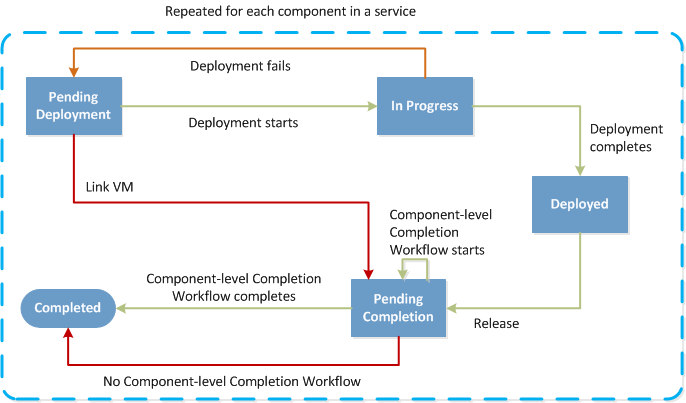 Repeated for each component in a service
Deployment fails
Pending
Deployment
In Progress
Deployment starts
Deployment
completes
Link VM
Deployed
Component-level
Completion
Workflow starts
Component-level Completion
Workflow completes
Completed
Pending
Completion
Release
No Component-level Completion Workflow